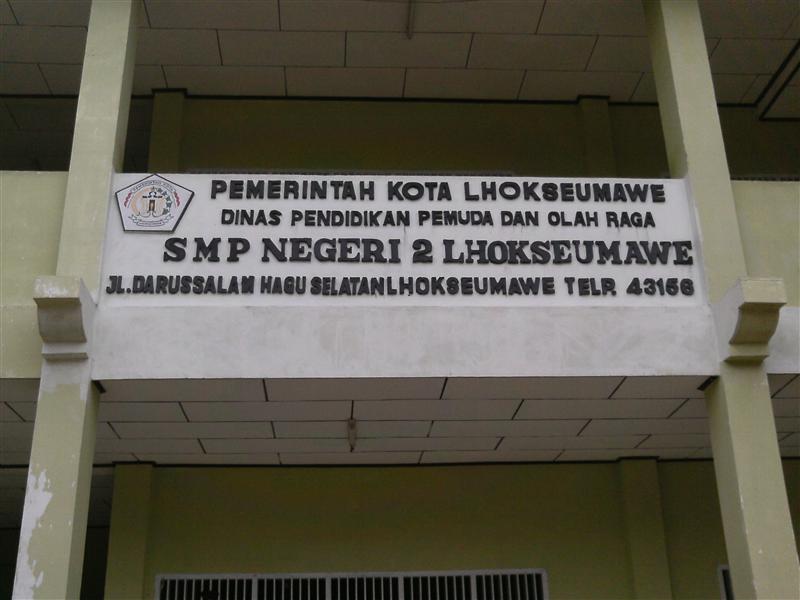 PEMERINTAH KOTA LHOKSEUMAWE
DINAS PENDIDIKAN PEMUDA DAN OLAH RAGA
SMP NEGERI 2 LHOKSEUMAWE
JL. DARUSSALAM HAGU SELATAN LHOKSEUMAWE TELP. 43156